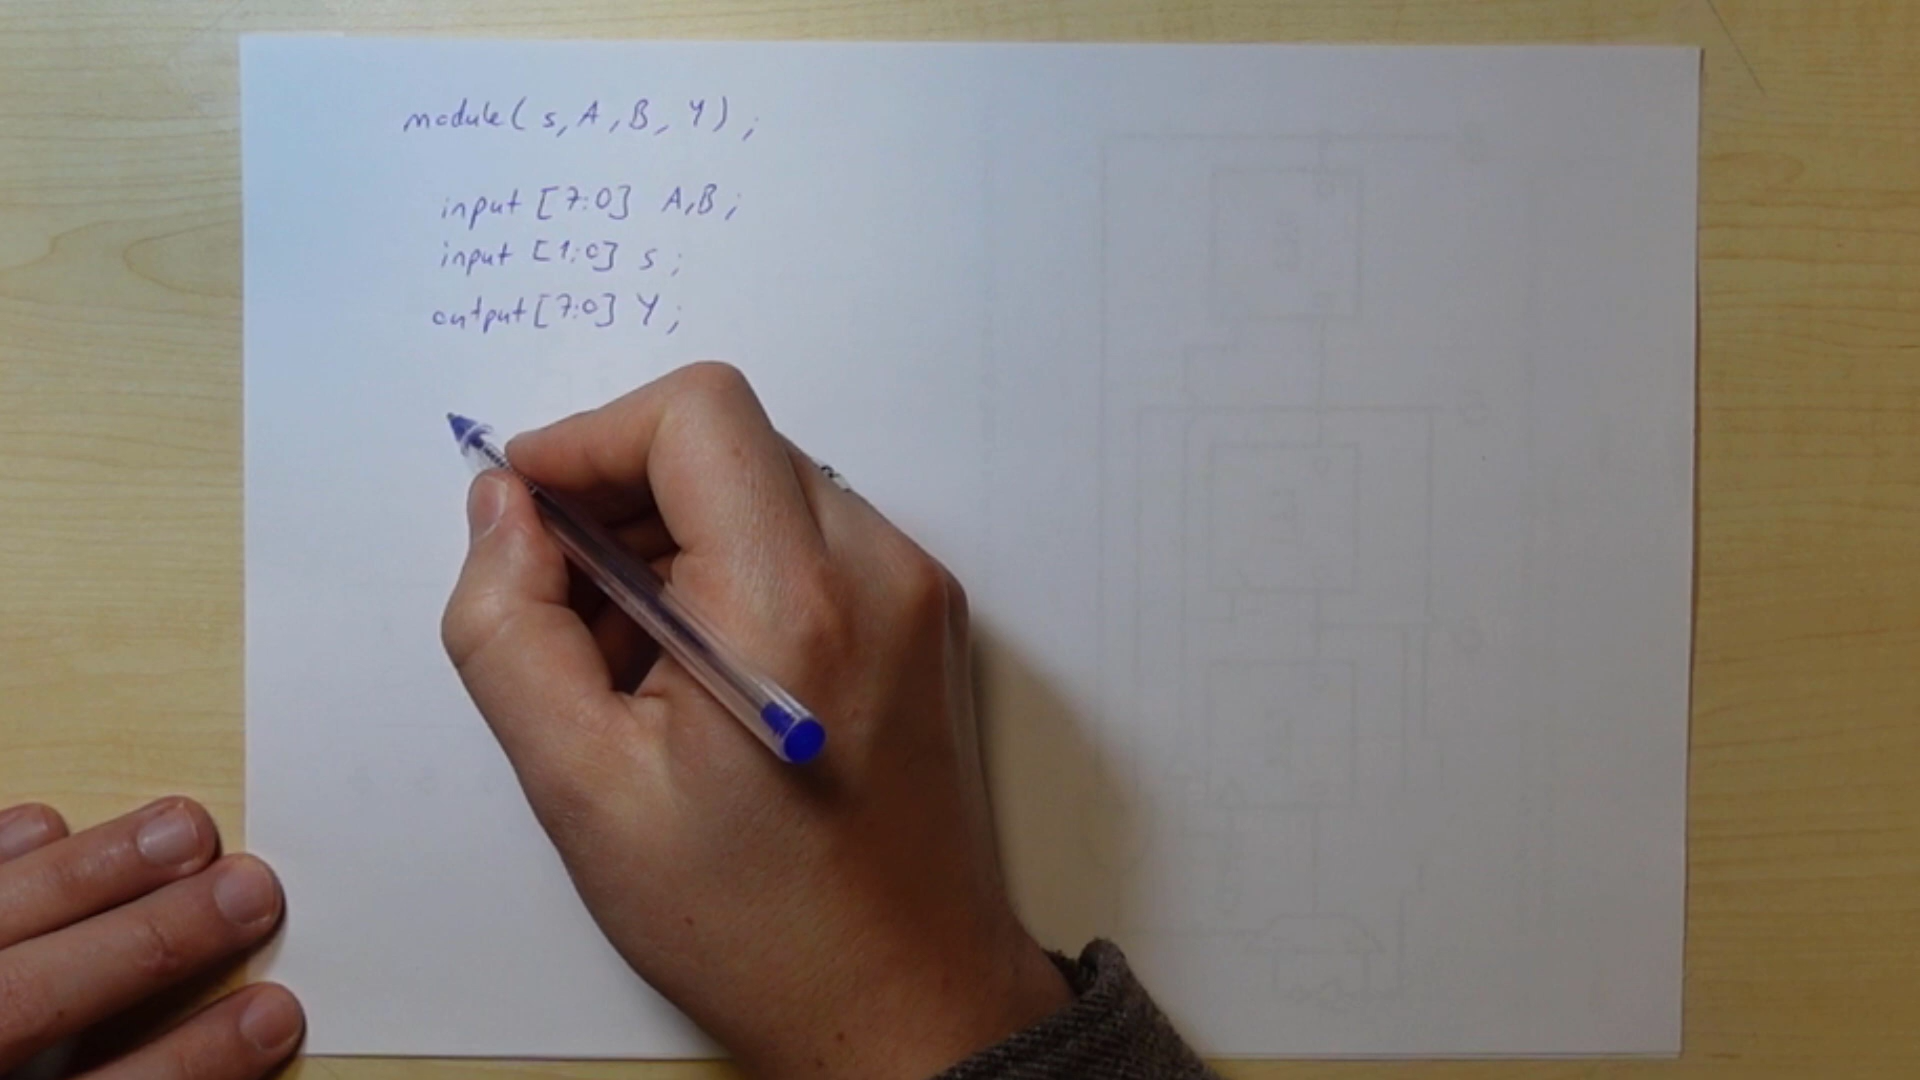 module( s, A, B, Y) ;
input [7:0] A,B ;
input [1:0] s ;
output [7:0] Y ;